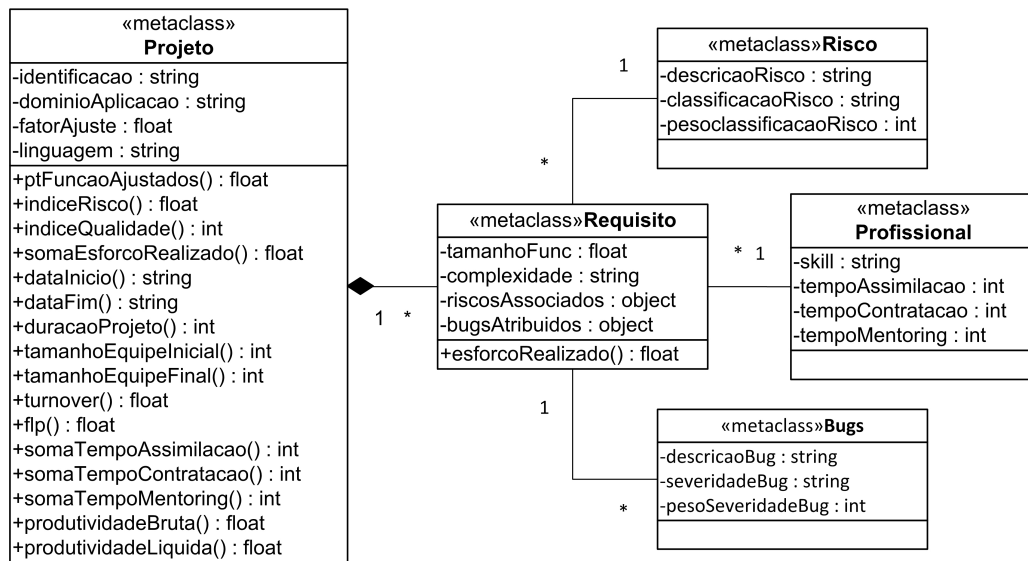 «metaclass»
Projeto
-identificacao : string
-dominioAplicacao : string
-fatorAjuste : float
-linguagem : string
+ptFuncaoAjustados() : float
+indiceRisco() : float
+indiceQualidade() : int
+somaEsforcoRealizado() : float
+dataInicio() : string
+dataFim() : string
+duracaoProjeto() : int
+tamanhoEquipeInicial() : int
+tamanhoEquipeFinal() : int
+turnover() : float
+flp() : float
+somaTempoAssimilacao() : int
+somaTempoContratacao() : int
+somaTempoMentoring() : int
+produtividadeBruta() : float
+produtividadeLiquida() : float
1 *
«metaclass»Requisito
-tamanhoFunc : float
-complexidade : string
-riscosAssociados : object
-bugsAtribuidos : object
+esforcoRealizado() : float
1
*
«metaclass»Risco
-descricaoRisco : string
-classificacaoRisco : string
-pesoclassificacaoRisco : int
* 1
«metaclass»
Profissional
-skill : string
-tempoAssimilacao : int
-tempoContratacao : int
-tempoMentoring : int
1
*
«metaclass»Bugs
-descricaoBug : string
-severidadeBug : string
-pesoSeveridadeBug : int